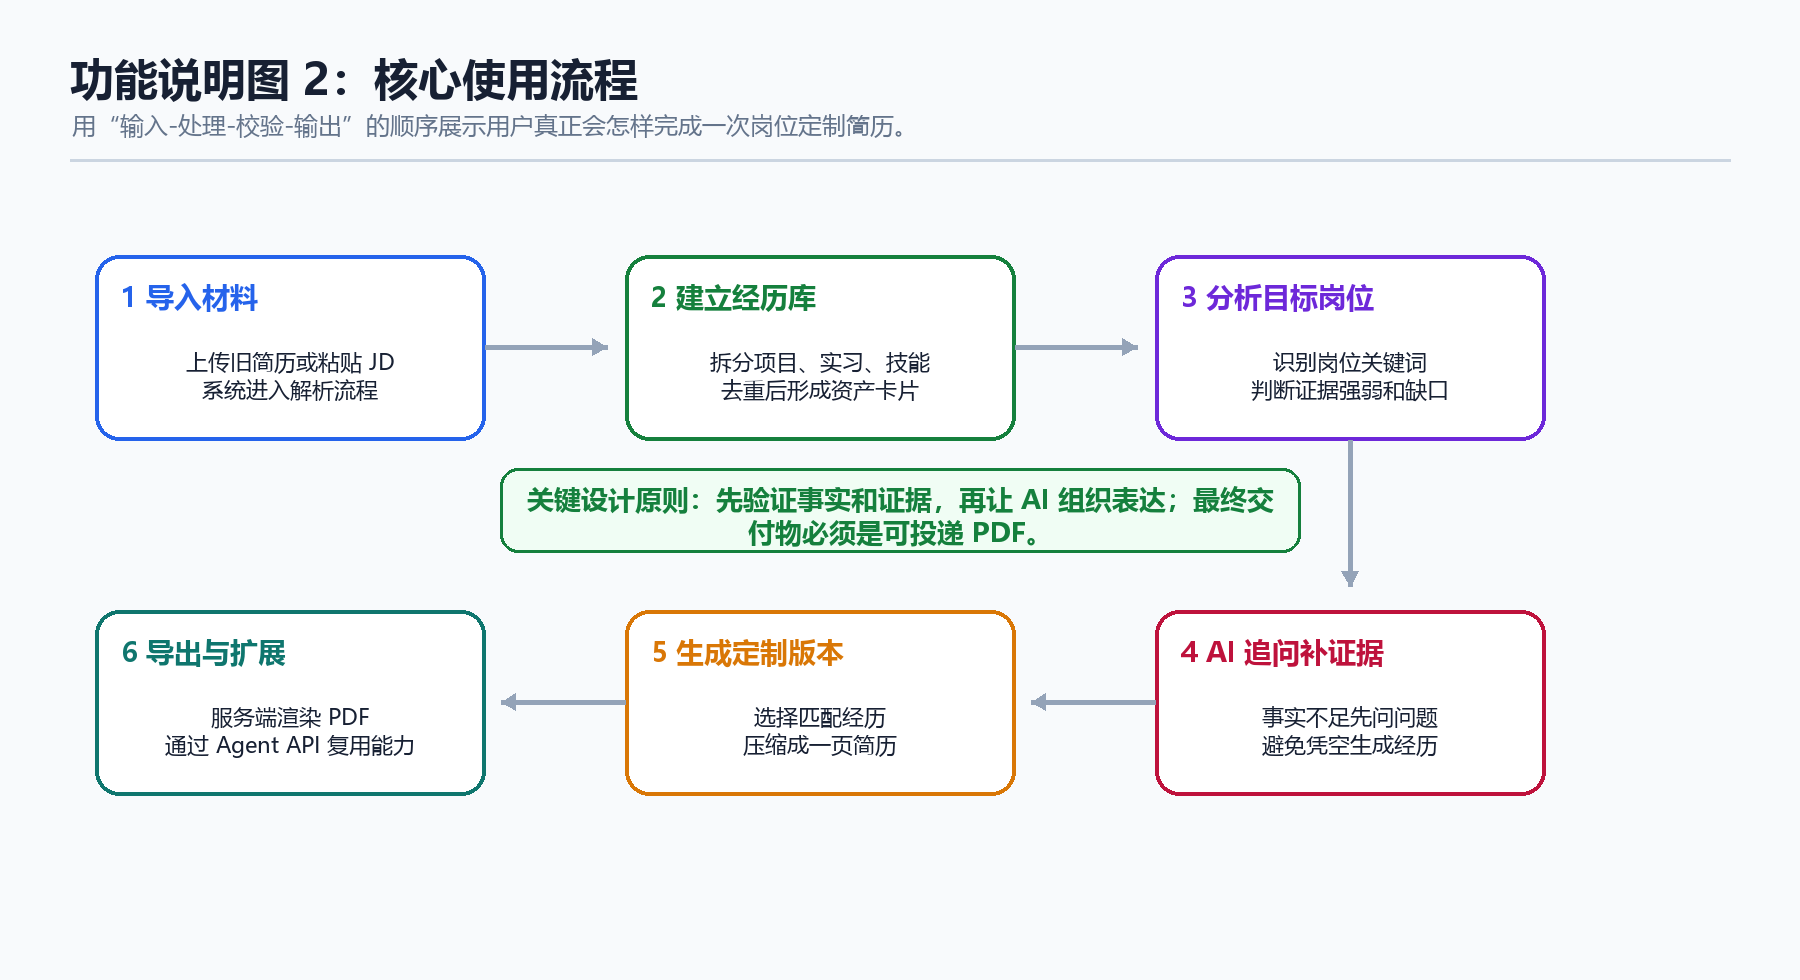 功能说明图 2：核心使用流程
用“输入-处理-校验-输出”的顺序展示用户真正会怎样完成一次岗位定制简历。
1 导入材料
上传旧简历或粘贴 JD
系统进入解析流程
2 建立经历库
拆分项目、实习、技能
去重后形成资产卡片
3 分析目标岗位
识别岗位关键词
判断证据强弱和缺口
关键设计原则：先验证事实和证据，再让 AI 组织表达；最终交
付物必须是可投递 PDF。
4 AI 追问补证据
事实不足先问问题
避免凭空生成经历
5 生成定制版本
选择匹配经历
压缩成一页简历
6 导出与扩展
服务端渲染 PDF
通过 Agent API 复用能力